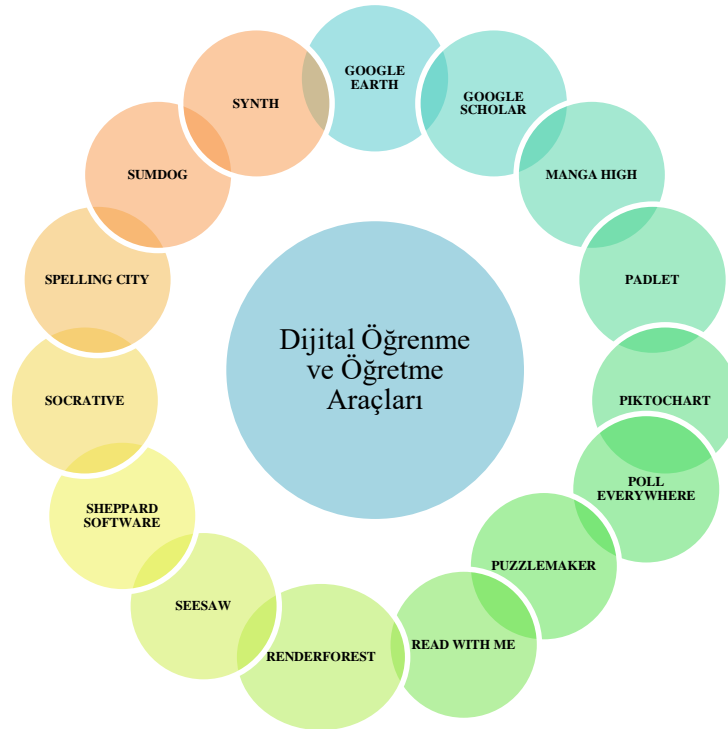 GOOGLE
EARTH
GOOGLE
SCHOLAR
MANGA HIGH
PADLET
PIKTOCHART
POLL
EVERYWHERE
PUZZLEMAKER
READ WITH ME
RENDERFOREST
SEESAW
SHEPPARD
SOFTWARE
SOCRATIVE
SPELLING CITY
SUMDOG
SYNTH
Dijital Öğrenme
ve Öğretme
Araçları